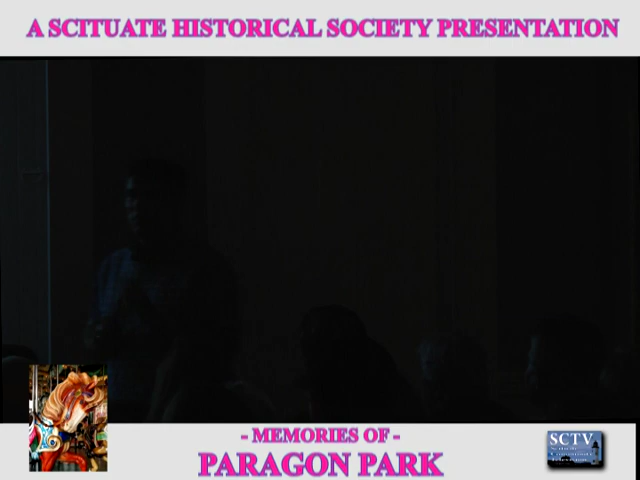 A SCITUATE HISTORICAL SOCIETY PRESENTATION
- MEMORIES OF -
PARAGON PARK
SCTV